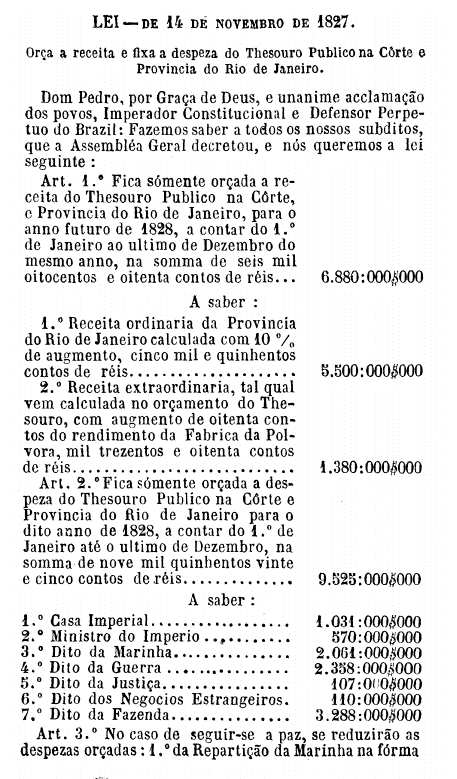 LEI — DE 14 DE NOVEMBRO DE 1827.
Orça a receita e fixa a despeza do Thesouro Publico na Côrte e
Provincia do Rio de Janeiro.
Dom Pedro, por Graça de Deus, e unanime acclamação
dos povos, Imperador Constitucional e Defensor Perpe-
tuo do Brazil: Fazemos saber a todos os nossos subditos,
que a Assembléa Geral decretou, e nós queremos a lei
seguinte :
Art. 1.º Fica sómente orçada a re-
ceita do Thesouro Publico na Côrte,
e Provincia do Rio de Janeiro, para o
anno futuro de 1828, a contar do 1.º
de Janeiro ao ultimo de Dezembro do
mesmo anno, na somma de seis mil
oitocentos e oitenta contos de réis... 6.880:000$000
A saber :
1.º Receita ordinaria da Provincia
do Rio de Janeiro calculada com 10 %
de augmento, cinco mil e quinhentos
contos de réis..................... 5.500:000$000
2.º Receita extraordinaria, tal qual
vem calculada no orçamento do The-
souro, com augmento de oitenta con-
tos do rendimento da Fabrica da Pol-
vora, mil trezentos e oitenta contos
de réis............................ 1.380:000$000
Art. 2.º Fica sómente orçada a des-
peza do Thesouro Publico na Côrte e
Provincia do Rio de Janeiro para o
dito anno de 1828, a contar do 1.º de
Janeiro até o ultimo de Dezembro, na
somma de nove mil quinhentos vinte
e cinco contos de réis.............. 9.525:000$000
A saber :
1.º Casa Imperial.................. 1.031:000$000
2.º Ministro do Imperio ........... 570:000$000
3.º Dito da Marinha............... 2.061:000$000
4.º Dito da Guerra ............... 2.358:000$000
5.º Dito da Justiça................ 107:000$000
6.º Dito dos Negocios Estrangeiros. 110:000$000
7.º Dito da Fazenda............... 3.288:000$000
Art. 3.º No caso de seguir-se a paz, se reduzirão as
despezas orçadas : 1.º da Repartição da Marinha na fórma